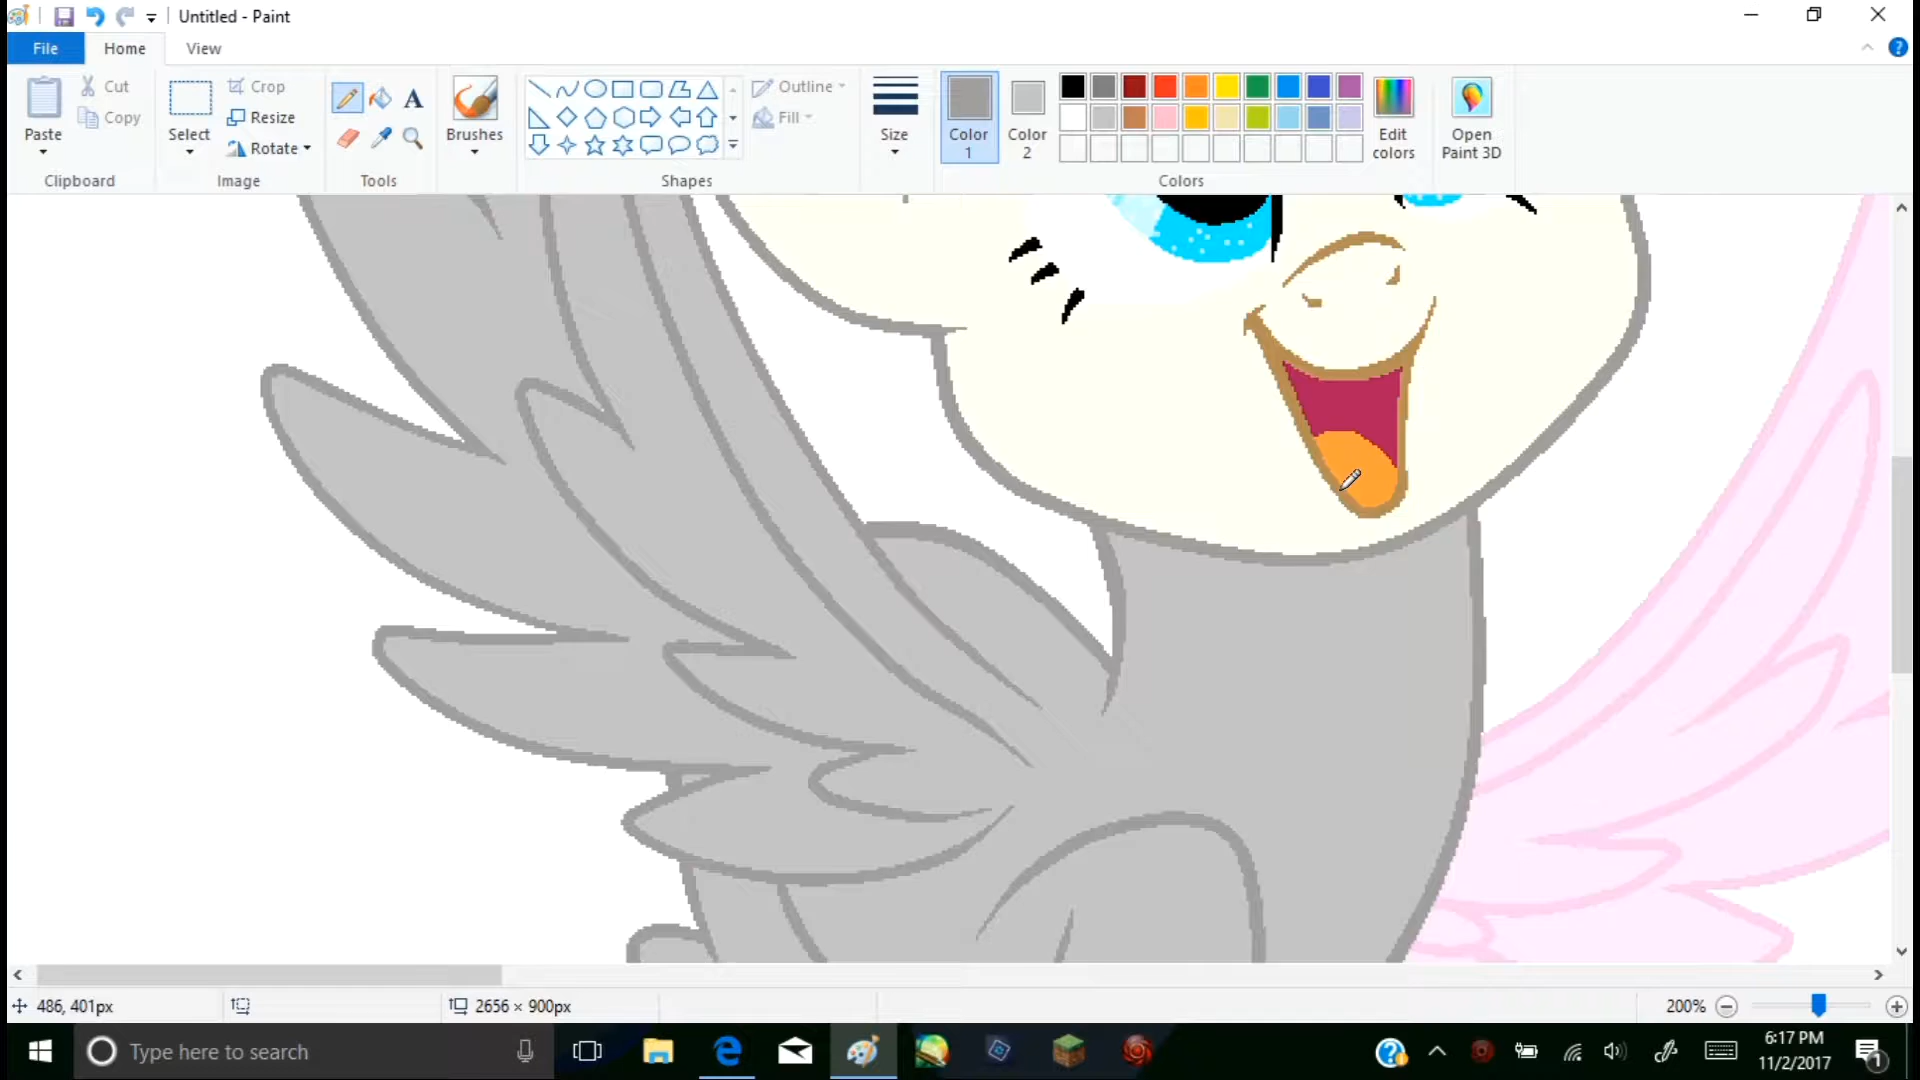 Untitled - Paint
File Home View
Paste
Cut
Copy
Clipboard
Select
Crop
Resize
Rotate
Image
A
Tools
Brushes
Shapes
Outline
Fill
Size
Color 1
Color 2
Colors
Edit colors
Open Paint 3D
?
486, 401px
2656 × 900px
200%
Type here to search
6:17 PM
11/2/2017
1